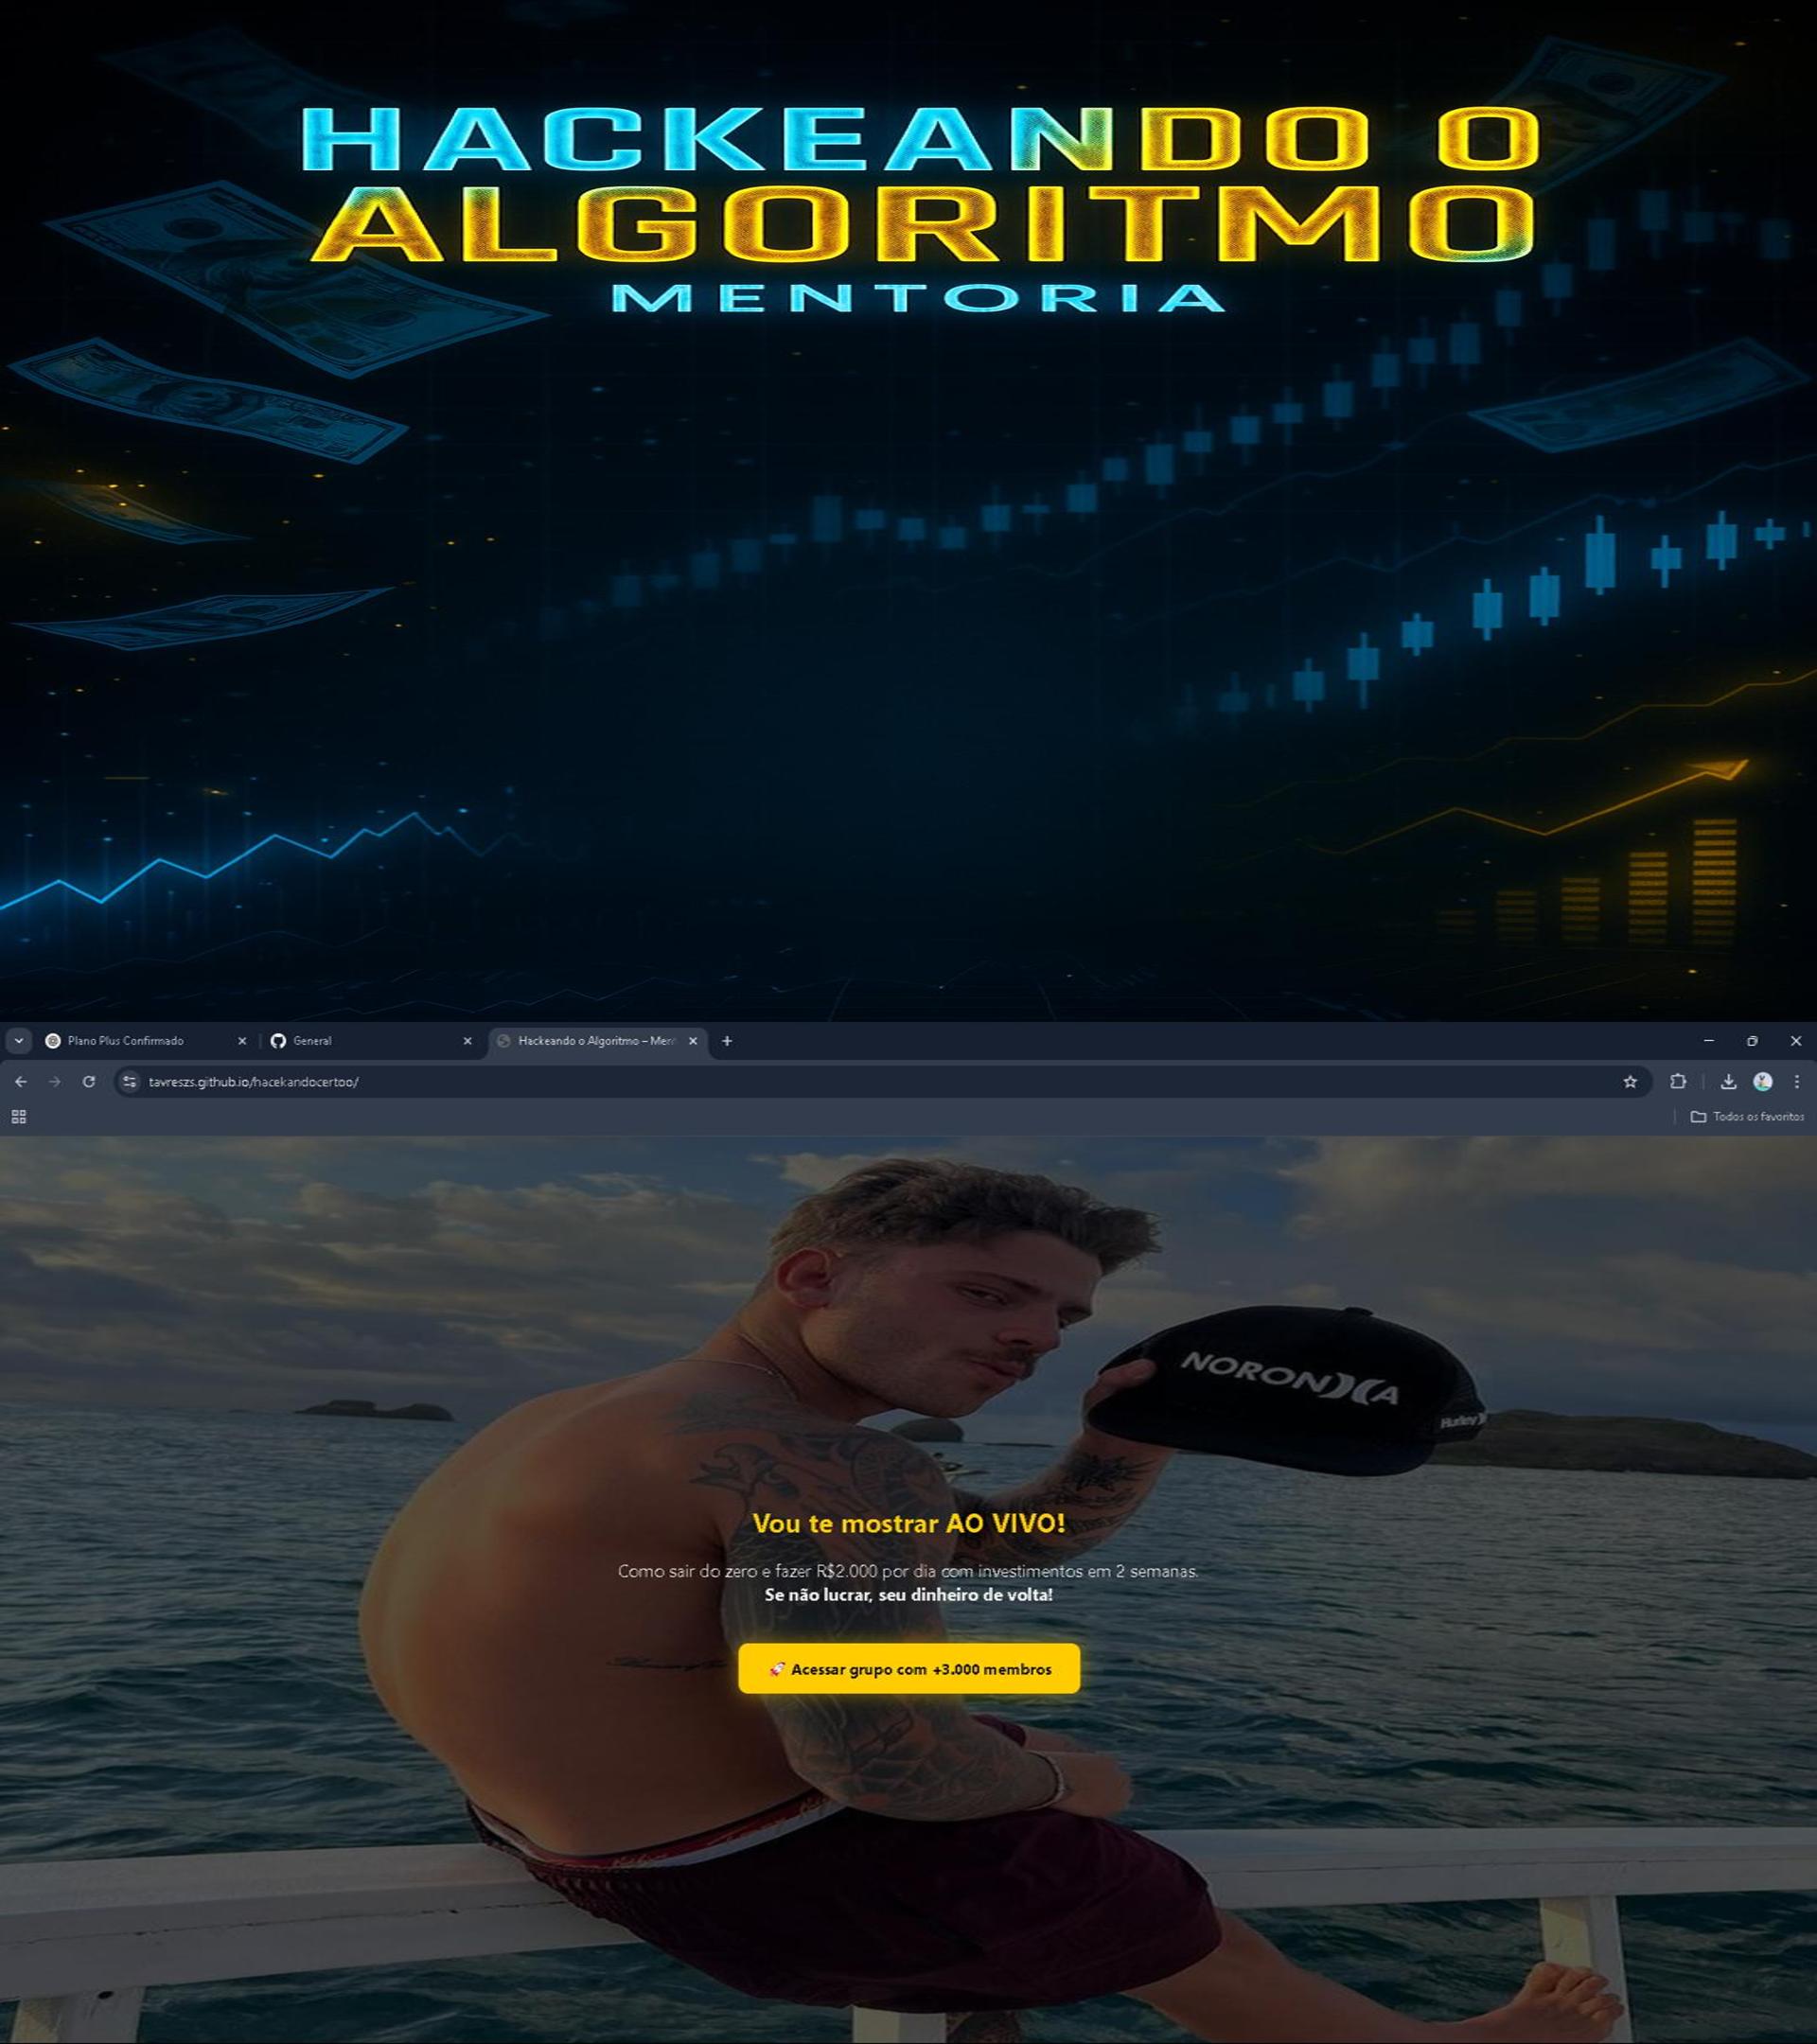 HACKEANDO O
ALGORITMO
MENTORIA
Plano Plus Confirmado
General
Hackeando o Algoritmo – Men
tavreszs.github.io/hacekandocertoo/
Todos os favoritos
NORONHA
Hurley
Vou te mostrar AO VIVO!
Como sair do zero e fazer R$2.000 por dia com investimentos em 2 semanas.
Se não lucrar, seu dinheiro de volta!
🚀 Acessar grupo com +3.000 membros